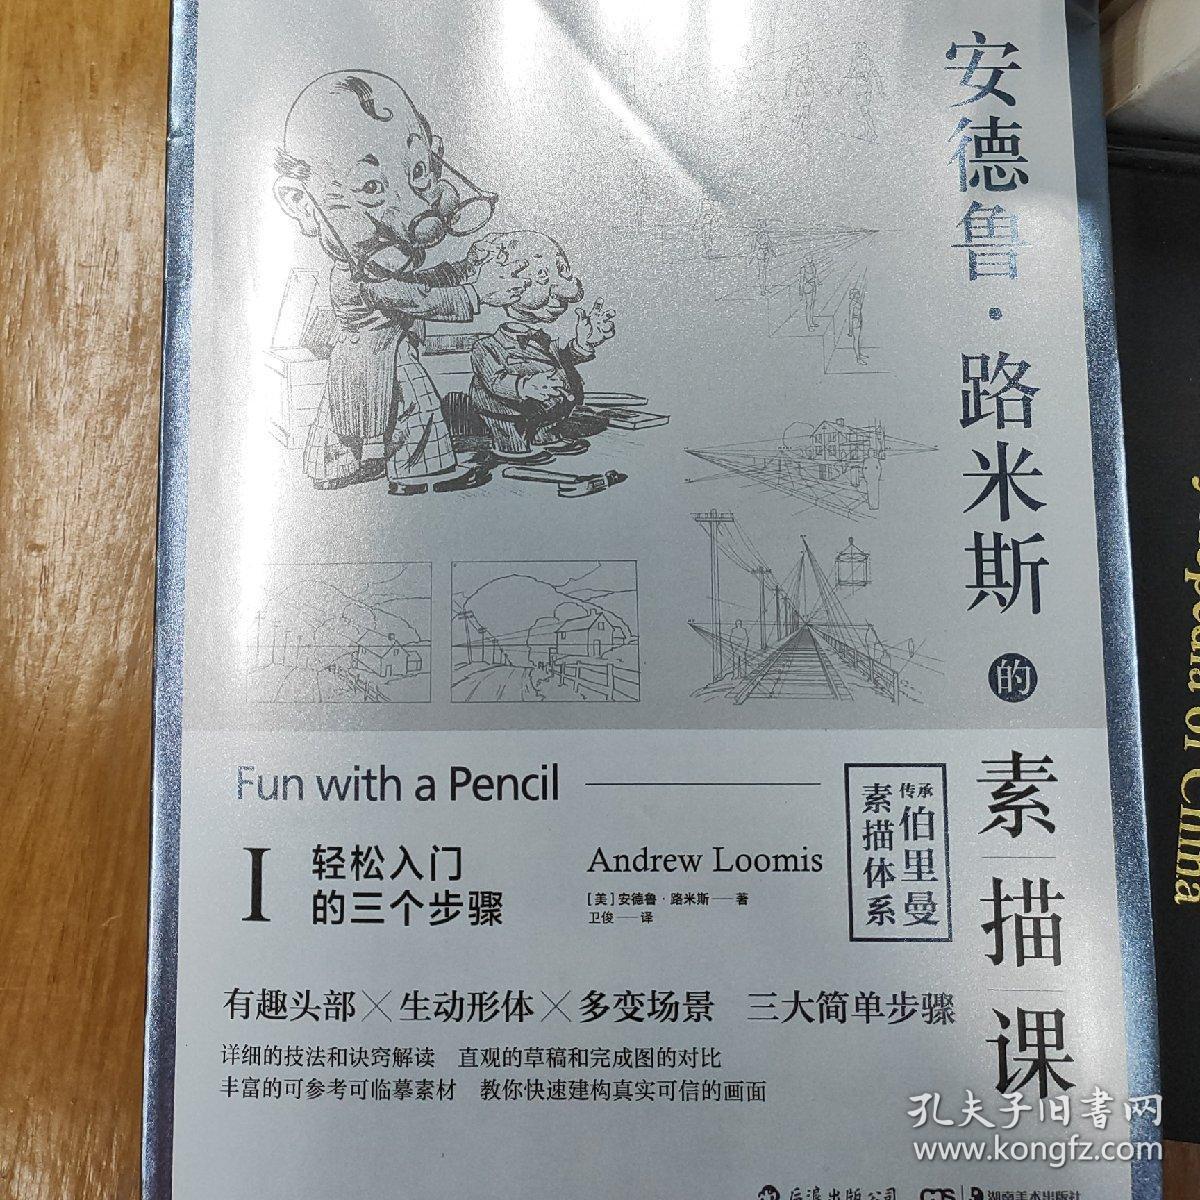 安德鲁·路米斯的素描课
Fun with a Pencil
I
轻松入门
的三个步骤
Andrew Loomis
[美]安德鲁·路米斯——著
卫俊——译
传承
伯里曼
素描体系
有趣头部×生动形体×多变场景 三大简单步骤
详细的技法和诀窍解读 直观的草稿和完成图的对比
丰富的可参考可临摹素材 教你快速建构真实可信的画面
后浪出版公司
湖南美术出版社
of China
孔夫子旧书网
www.kongfz.com